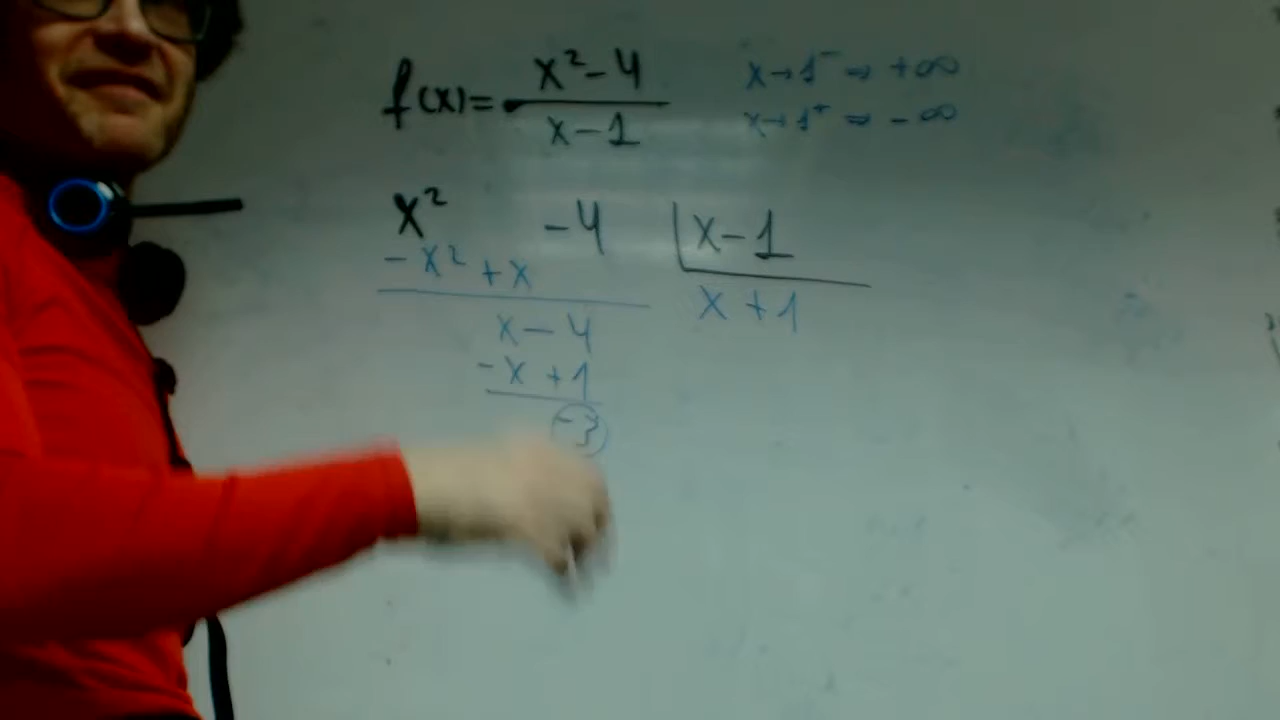 f(x)= x²-4 / x-1
x→1⁻ ⇒ +∞
x→1⁺ ⇒ -∞
x² -4 | x-1
-x² +x
x+1
x-4
-x +1
-3